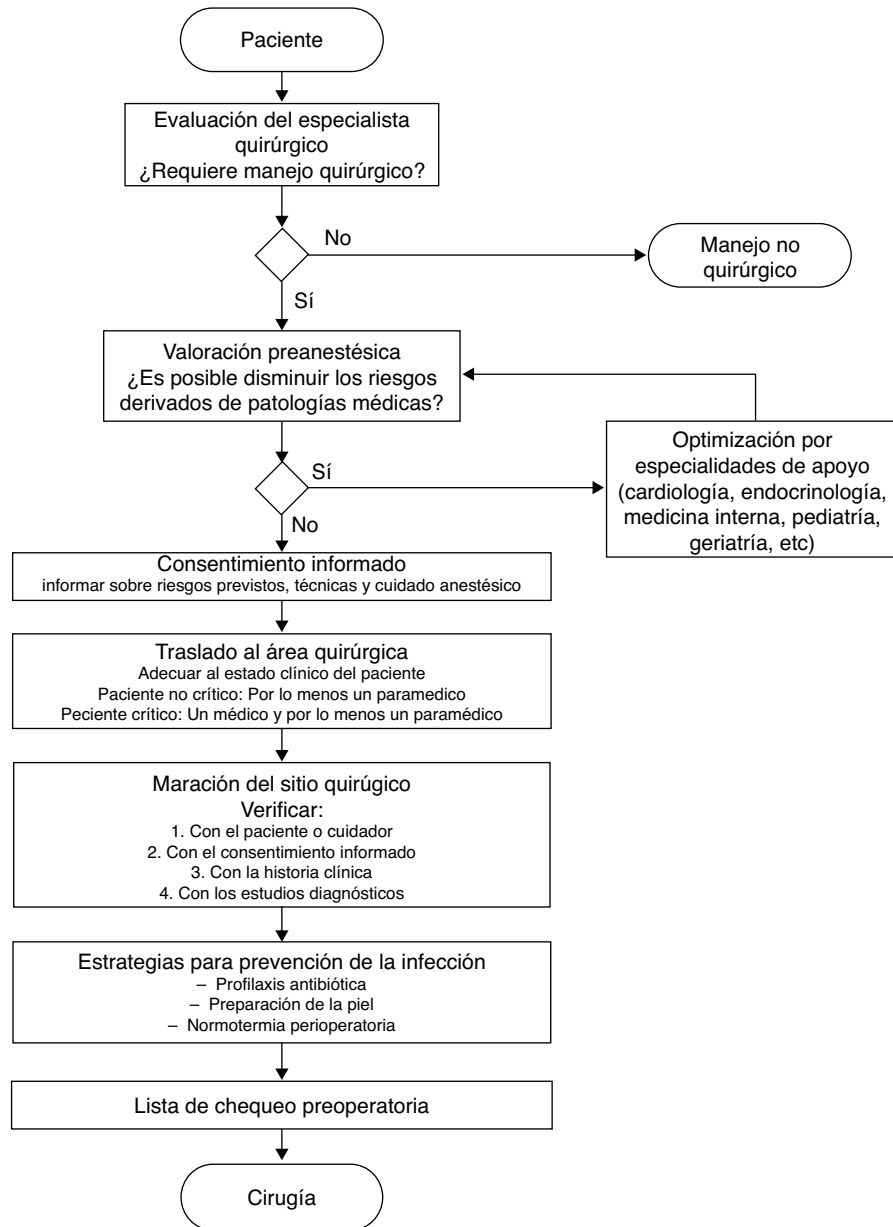 Paciente
Evaluación del especialista
quirúrgico
¿Requiere manejo quirúrgico?
No
Manejo no
quirúrgico
Sí
Valoración preanestésica
¿Es posible disminuir los riesgos
derivados de patologías médicas?
Sí
Optimización por
especialidades de apoyo
(cardiología, endocrinología,
medicina interna, pediatría,
geriatría, etc)
No
Consentimiento informado
informar sobre riesgos previstos, técnicas y cuidado anestésico
Traslado al área quirúrgica
Adecuar al estado clínico del paciente
Paciente no crítico: Por lo menos un paramedico
Peciente crítico: Un médico y por lo menos un paramédico
Maración del sitio quirúgico
Verificar:
1. Con el paciente o cuidador
2. Con el consentimiento informado
3. Con la historia clínica
4. Con los estudios diagnósticos
Estrategias para prevención de la infección
– Profilaxis antibiótica
– Preparación de la piel
– Normotermia perioperatoria
Lista de chequeo preoperatoria
Cirugía